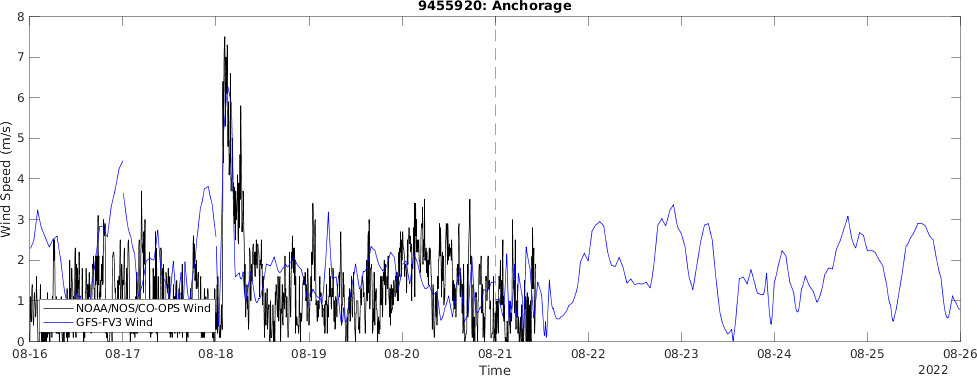 9455920: Anchorage
8
7
6
5
4
3
2
1
0
Wind Speed (m/s)
NOAA/NOS/CO-OPS Wind
GFS-FV3 Wind
08-16 08-17 08-18 08-19 08-20 08-21 08-22 08-23 08-24 08-25 08-26
Time
2022